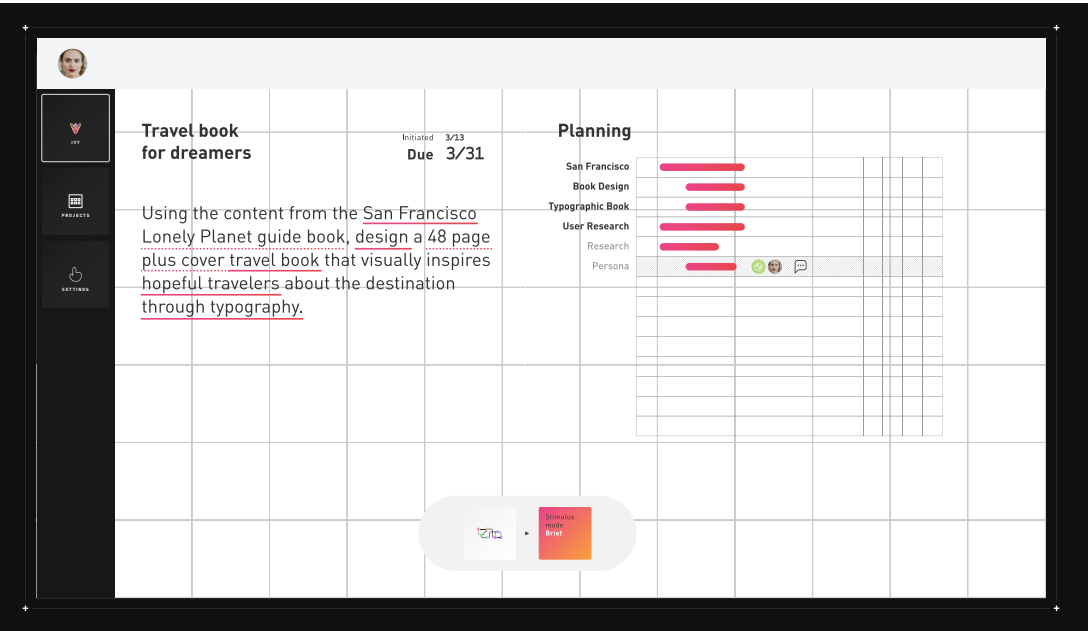 IVY
PROJECTS
SETTINGS
Travel book
for dreamers
Initiated 3/13
Due 3/31
Using the content from the San Francisco
Lonely Planet guide book, design a 48 page
plus cover travel book that visually inspires
hopeful travelers about the destination
through typography.
Planning
San Francisco
Book Design
Typographic Book
User Research
Research
Persona
Stimulus
mode
Brief